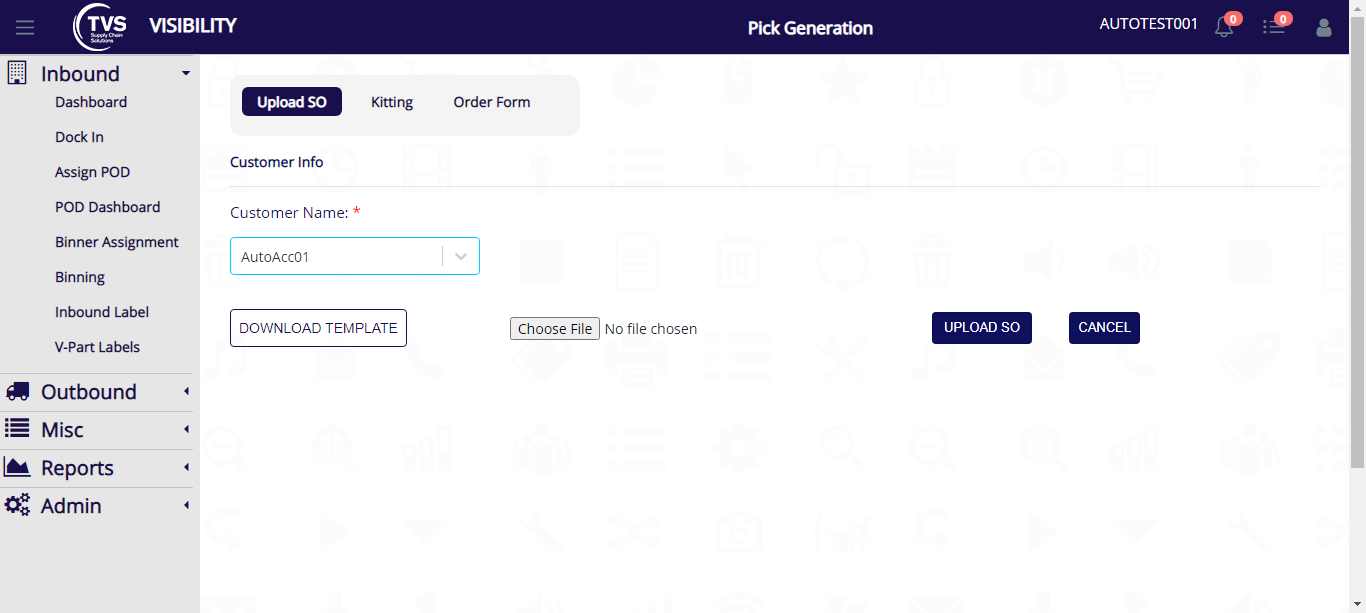 TVS
Supply Chain
Solutions
VISIBILITY
Pick Generation
AUTOTEST001
0
0
Inbound
Dashboard
Dock In
Assign POD
POD Dashboard
Binner Assignment
Binning
Inbound Label
V-Part Labels
Outbound
Misc
Reports
Admin
Upload SO Kitting Order Form
Customer Info
Customer Name: *
AutoAcc01
DOWNLOAD TEMPLATE Choose File No file chosen UPLOAD SO CANCEL